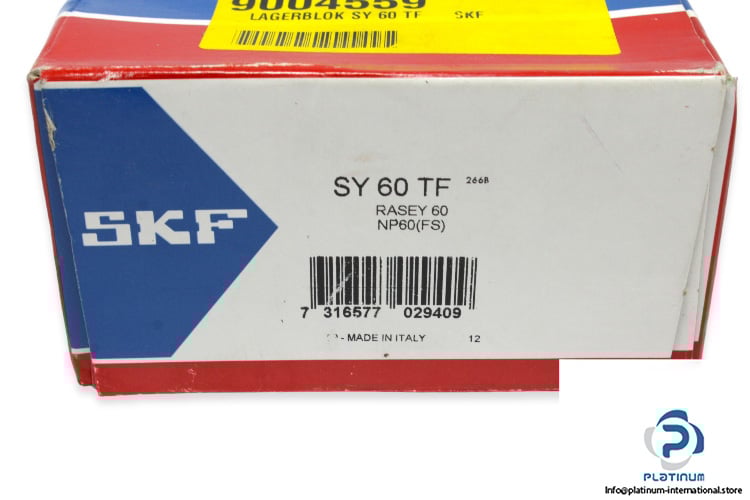 9004559
LAGERBLOK SY 60 TF SKF
SY 60 TF 266B
RASEY 60
NP60(FS)
SKF
7 316577 029409
- MADE IN ITALY 12
PLATINUM
Info@platinum-international.store